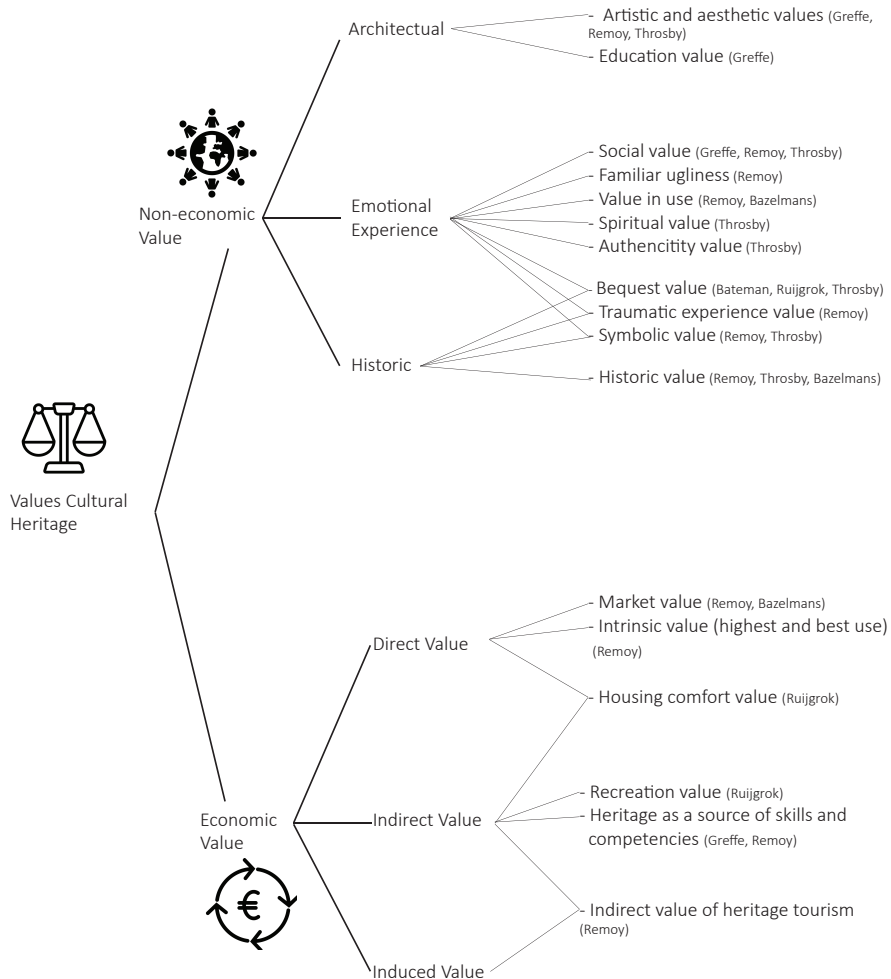 Architectual
- Artistic and aesthetic values (Greffe,
Remoy, Throsby)
- Education value (Greffe)
Non-economic
Value
Emotional
Experience
- Social value (Greffe, Remoy, Throsby)
- Familiar ugliness (Remoy)
- Value in use (Remoy, Bazelmans)
- Spiritual value (Throsby)
- Authencitity value (Throsby)
- Bequest value (Bateman, Ruijgrok, Throsby)
- Traumatic experience value (Remoy)
- Symbolic value (Remoy, Throsby)
Historic
- Historic value (Remoy, Throsby, Bazelmans)
Values Cultural
Heritage
Direct Value
- Market value (Remoy, Bazelmans)
- Intrinsic value (highest and best use)
(Remoy)
- Housing comfort value (Ruijgrok)
Economic
Value
€
Indirect Value
- Recreation value (Ruijgrok)
- Heritage as a source of skills and
competencies (Greffe, Remoy)
- Indirect value of heritage tourism
(Remoy)
Induced Value